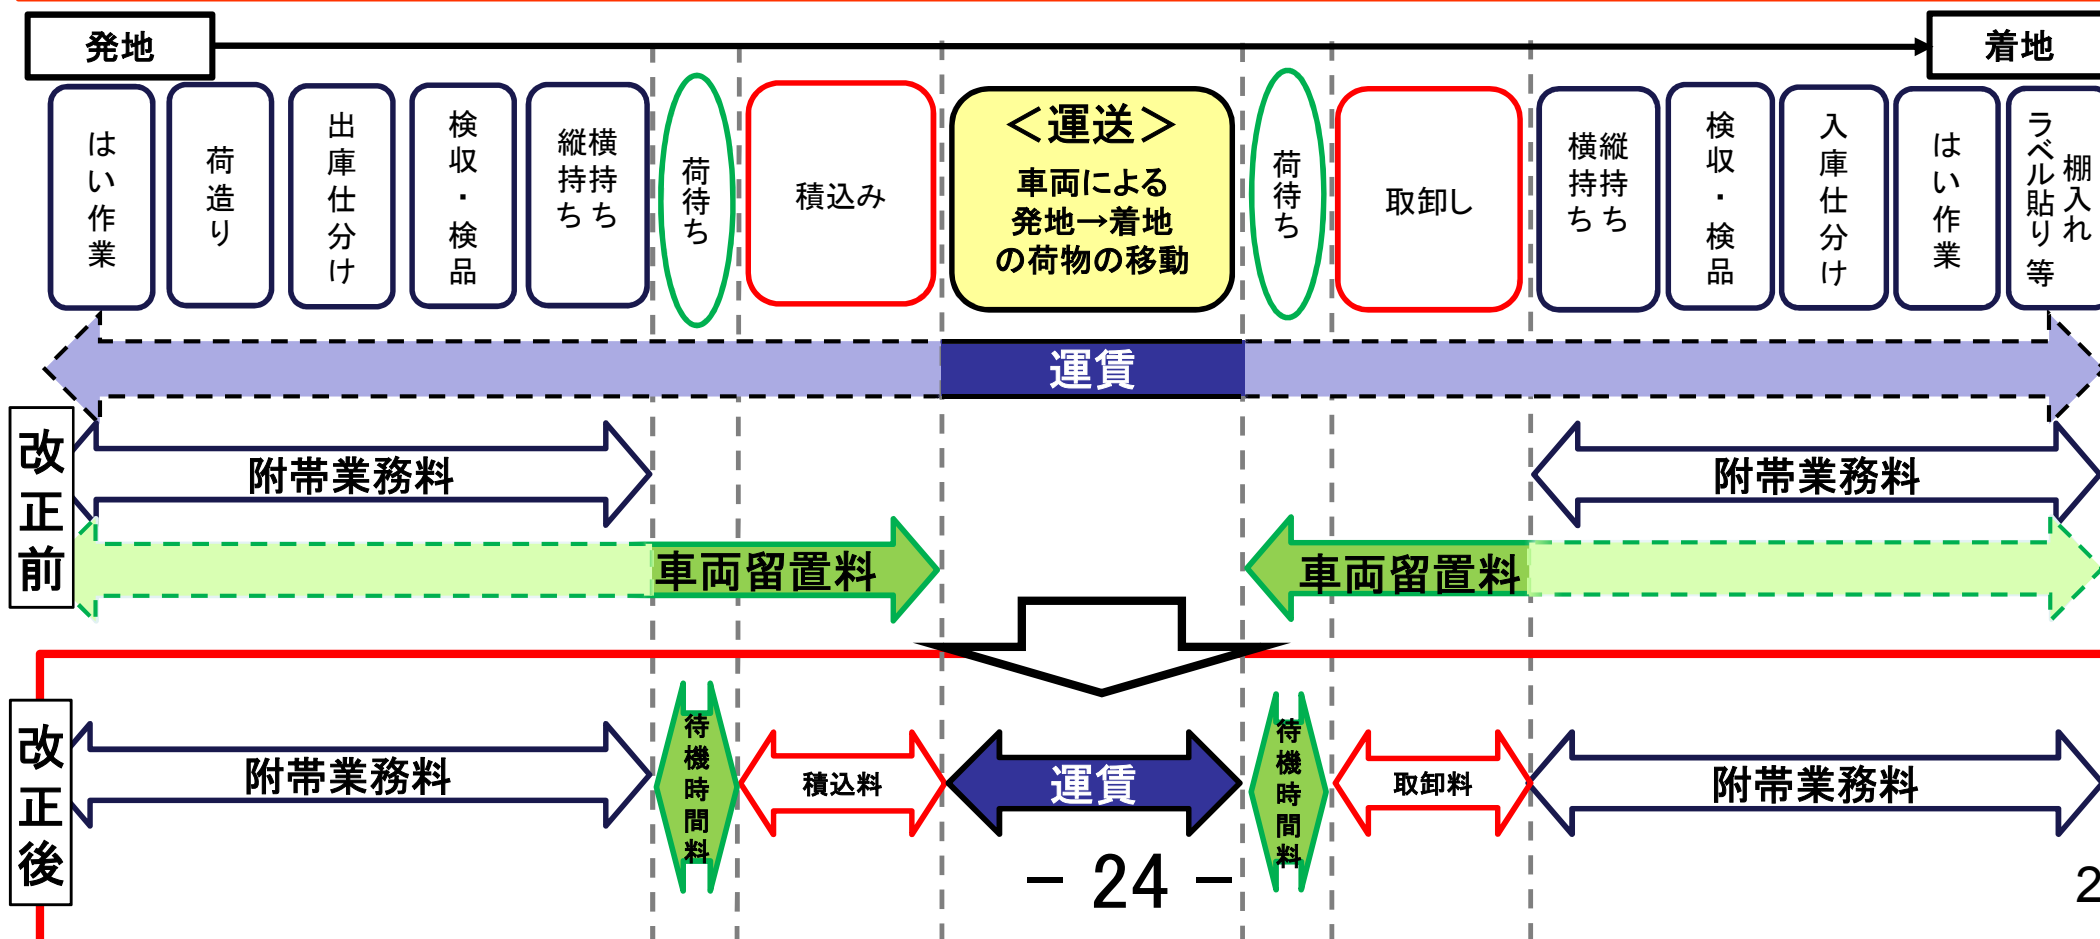 発地
着地
はい作業
荷造り
出庫仕分け
検収・検品
横持ち
縦持ち
荷待ち
積込み
＜運送＞
車両による
発地→着地
の荷物の移動
荷待ち
取卸し
縦持ち
横持ち
検収・検品
入庫仕分け
はい作業
棚入れ
ラベル貼り 等
運賃
改正前
附帯業務料
附帯業務料
車両留置料
車両留置料
改正後
附帯業務料
待機時間料
積込料
運賃
待機時間料
取卸料
附帯業務料
－ 24 －
2